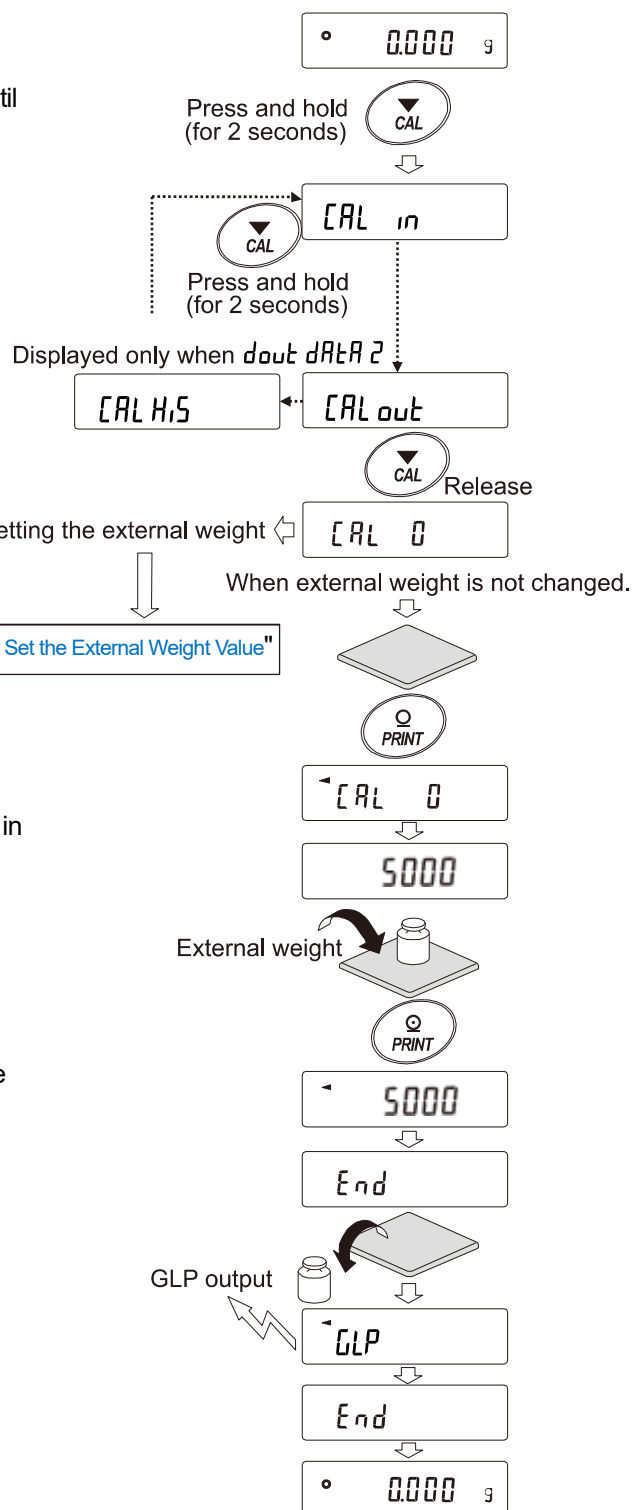 0.000 g
til
Press and hold
(for 2 seconds)
CAL
CAL in
CAL
Press and hold
(for 2 seconds)
Displayed only when dout dAtA 2
CAL HiS
CAL out
CAL
Release
etting the external weight
CAL 0
When external weight is not changed.
Set the External Weight Value"
PRINT
CAL 0
in
5000
External weight
PRINT
e
5000
End
GLP output
GLP
End
0.000 g